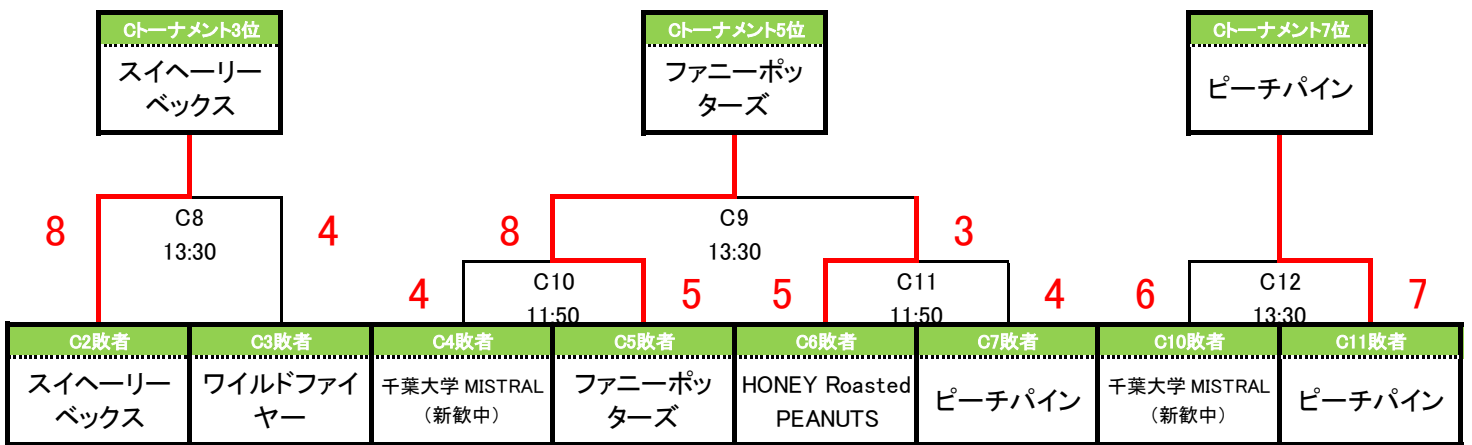 Cトーナメント3位
Cトーナメント5位
Cトーナメント7位
スイヘーリー
ベックス
ファニーポッ
ターズ
ピーチパイン
8
C8
13:30
4
8
C9
13:30
3
4
C10
11:50
5
5
C11
11:50
4
6
C12
13:30
7
C2敗者
C3敗者
C4敗者
C5敗者
C6敗者
C7敗者
C10敗者
C11敗者
スイヘーリー
ベックス
ワイルドファイ
ヤー
千葉大学 MISTRAL
（新歓中）
ファニーポッ
ターズ
HONEY Roasted
PEANUTS
ピーチパイン
千葉大学 MISTRAL
（新歓中）
ピーチパイン